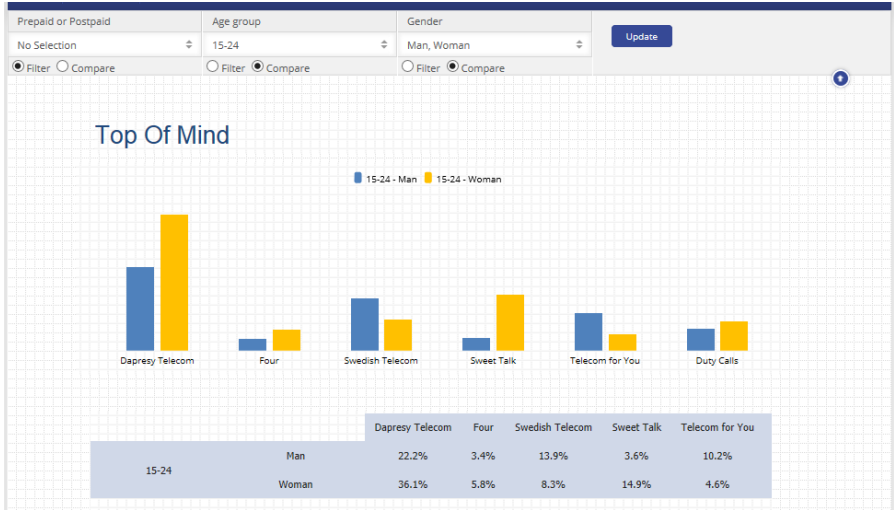 Prepaid or Postpaid Age group Gender
No Selection 15-24 Man, Woman Update
Filter Compare Filter Compare Filter Compare
Top Of Mind
15-24 - Man 15-24 - Woman
Dapresy Telecom Four Swedish Telecom Sweet Talk Telecom for You Duty Calls
Dapresy Telecom Four Swedish Telecom Sweet Talk Telecom for You
15-24 Man 22.2% 3.4% 13.9% 3.6% 10.2%
Woman 36.1% 5.8% 8.3% 14.9% 4.6%